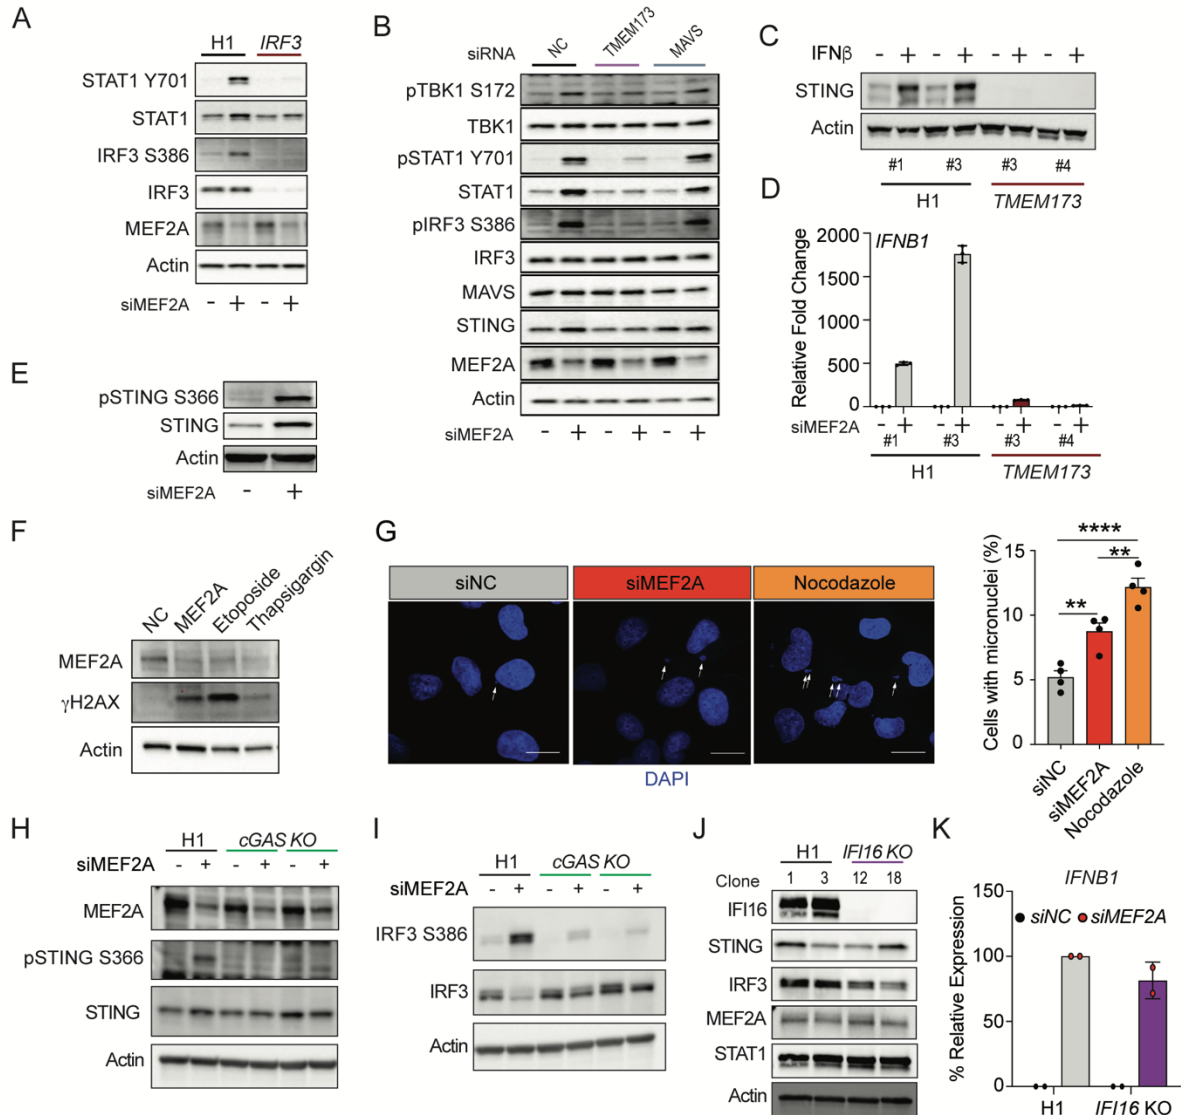 A
H1 IRF3
STAT1 Y701
STAT1
IRF3 S386
IRF3
MEF2A
Actin
siMEF2A - + - +
B
siRNA NC TMEM173 MAVS
pTBK1 S172
TBK1
pSTAT1 Y701
STAT1
pIRF3 S386
IRF3
MAVS
STING
MEF2A
Actin
siMEF2A - + - + - +
C
IFNβ - + - + - + - +
STING
Actin
#1 #3 #3 #4
H1 TMEM173
D
IFNB1
Relative Fold Change
2000
1500
1000
500
0
siMEF2A - + - + - + - +
#1 #3 #3 #4
H1 TMEM173
E
pSTING S366
STING
Actin
siMEF2A - +
F
NC MEF2A Etoposide Thapsigargin
MEF2A
γH2AX
Actin
G
siNC siMEF2A Nocodazole
DAPI
Cells with micronuclei (%)
15
10
5
0
****
**
**
siNC siMEF2A Nocodazole
H
H1 cGAS KO
siMEF2A - + - + - +
MEF2A
pSTING S366
STING
Actin
I
H1 cGAS KO
siMEF2A - + - + - +
IRF3 S386
IRF3
Actin
J
H1 IFI16 KO
Clone 1 3 12 18
IFI16
STING
IRF3
MEF2A
STAT1
Actin
K
IFNB1
siNC siMEF2A
% Relative Expression
150
100
50
0
H1 IFI16 KO